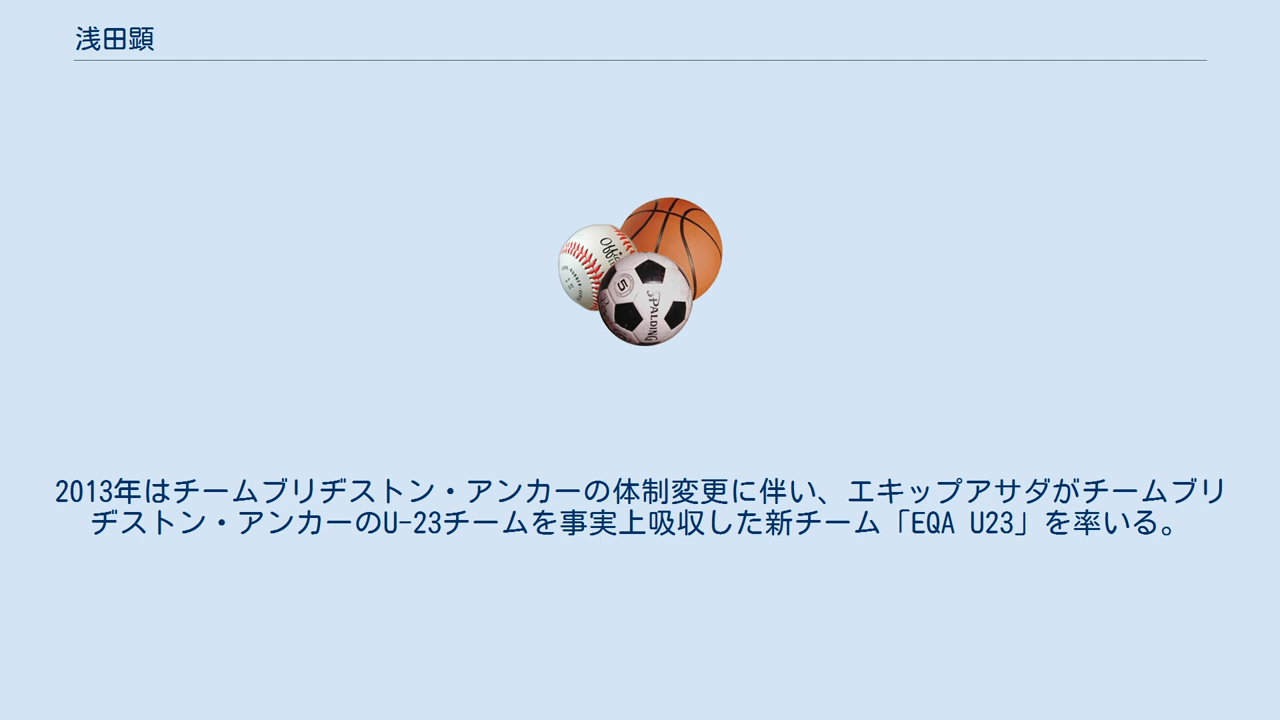 浅田顕
Offi
5
SPALDING
2013年はチームブリヂストン・アンカーの体制変更に伴い、エキップアサダがチームブリ
ヂストン・アンカーのU-23チームを事実上吸収した新チーム「EQA U23」を率いる。